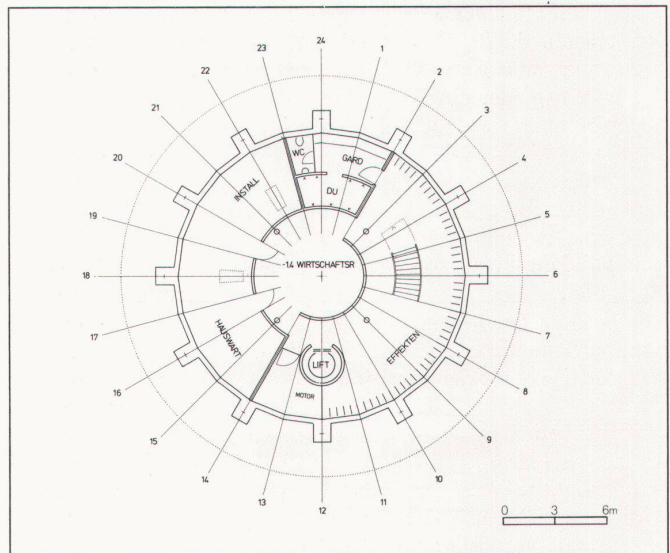 24
23
1
22
2
21
3
WC
GARD
20
4
INSTALL
DU
19
5
-1.4 WIRTSCHAFTSR
18
6
17
7
HAUSWART
EFFEKTEN
16
8
LIFT
15
MOTOR
9
14
10
13
11
12
0 3 6m